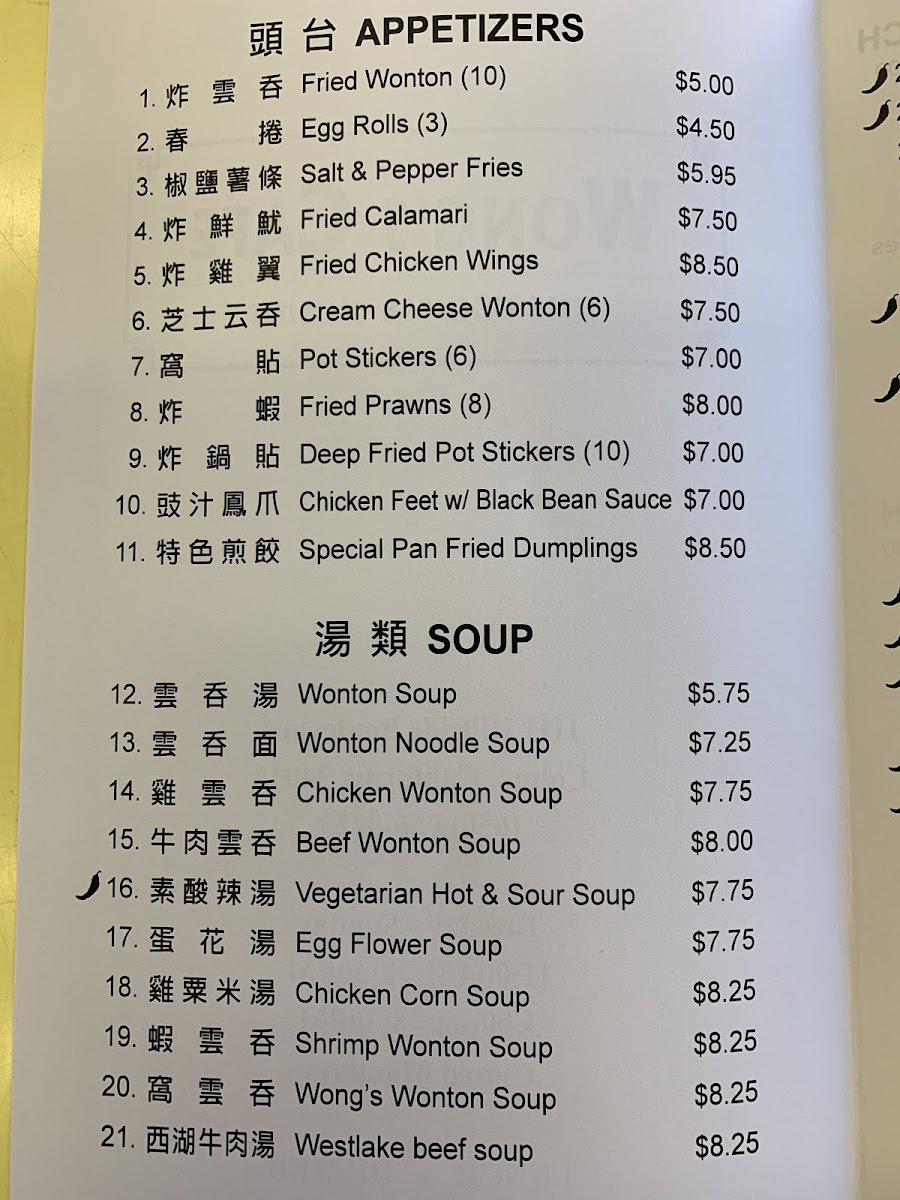 頭台 APPETIZERS
1. 炸雲吞 Fried Wonton (10) $5.00
2. 春捲 Egg Rolls (3) $4.50
3. 椒鹽薯條 Salt & Pepper Fries $5.95
4. 炸鮮魷 Fried Calamari $7.50
5. 炸雞翼 Fried Chicken Wings $8.50
6. 芝士云吞 Cream Cheese Wonton (6) $7.50
7. 窩貼 Pot Stickers (6) $7.00
8. 炸蝦 Fried Prawns (8) $8.00
9. 炸鍋貼 Deep Fried Pot Stickers (10) $7.00
10. 豉汁鳳爪 Chicken Feet w/ Black Bean Sauce $7.00
11. 特色煎餃 Special Pan Fried Dumplings $8.50
湯類 SOUP
12. 雲吞湯 Wonton Soup $5.75
13. 雲吞面 Wonton Noodle Soup $7.25
14. 雞雲吞 Chicken Wonton Soup $7.75
15. 牛肉雲吞 Beef Wonton Soup $8.00
16. 素酸辣湯 Vegetarian Hot & Sour Soup $7.75
17. 蛋花湯 Egg Flower Soup $7.75
18. 雞粟米湯 Chicken Corn Soup $8.25
19. 蝦雲吞 Shrimp Wonton Soup $8.25
20. 窩雲吞 Wong's Wonton Soup $8.25
21. 西湖牛肉湯 Westlake beef soup $8.25